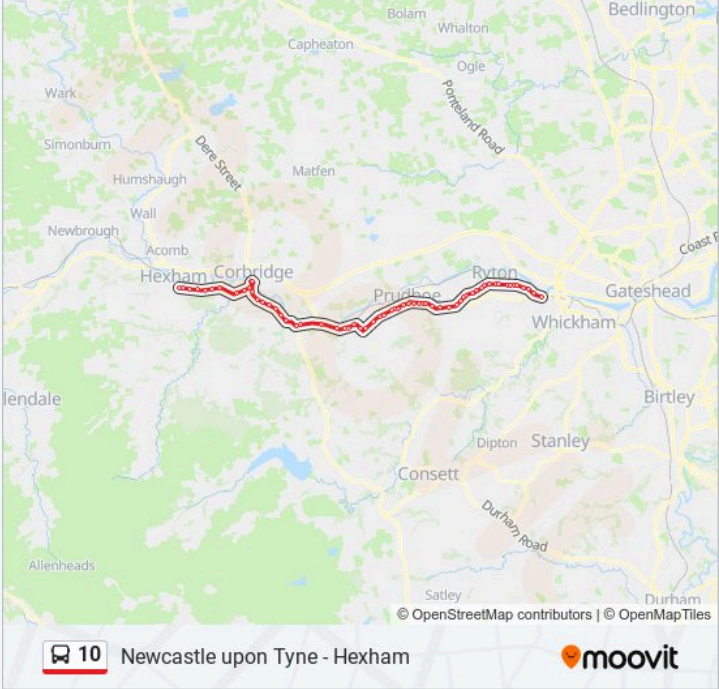 Bedlington
Bolam
Whalton
Capheaton
Ogle
Wark
Ponteland Road
Simonburn
Dere Street
Matfen
Humshaugh
Wall
Newbrough
Coast R
Acomb
Hexham
Corbridge
Ryton
Prudhoe
Gateshead
Whickham
lendale
Birtley
Dipton
Stanley
Consett
Durham Road
Allenheads
Satley
Durham
© OpenStreetMap contributors | © OpenMapTiles
10 Newcastle upon Tyne - Hexham
moovit